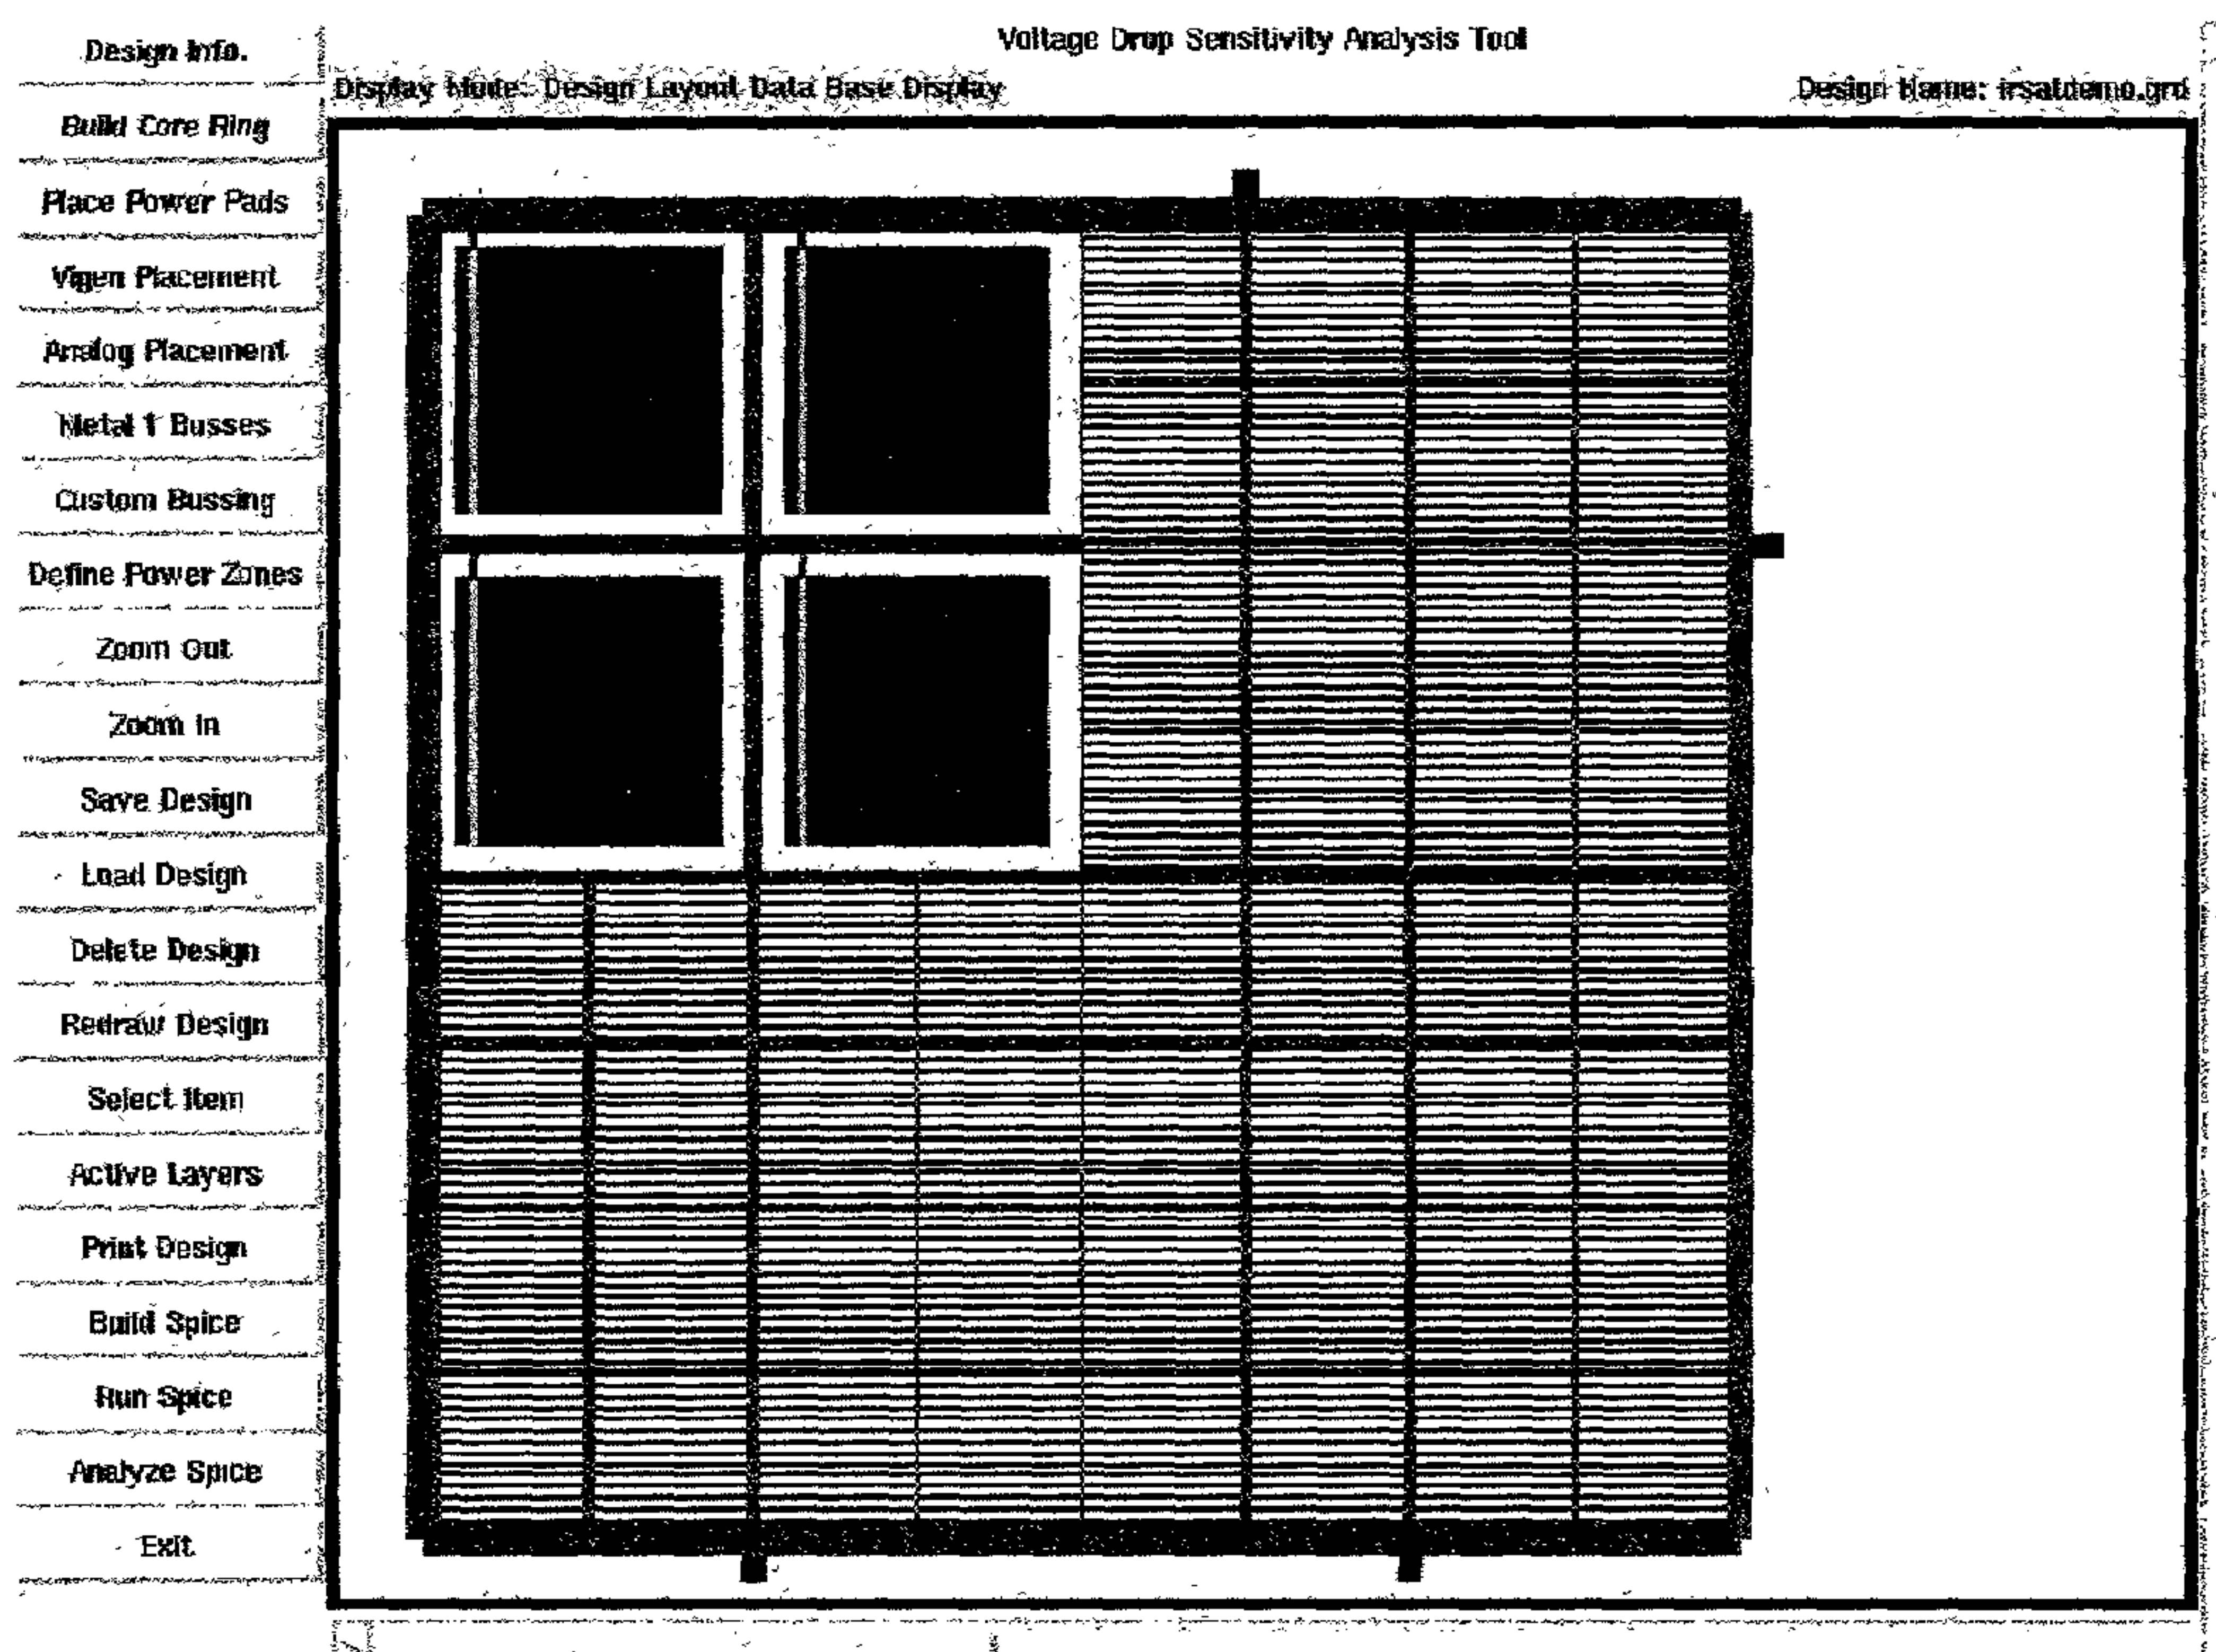 Voltage Drop Sensitivity Analysis Tool
Display Mode: Design Layout Data Base Display
Design Name: irsatdemo.grd
Design Info.
Build Core Ring
Place Power Pads
Vigen Placement
Analog Placement
Metal 1 Busses
Custom Bussing
Define Power Zones
Zoom Out
Zoom In
Save Design
Load Design
Delete Design
Redraw Design
Select Item
Active Layers
Print Design
Build Spice
Run Spice
Analyze Spice
Exit